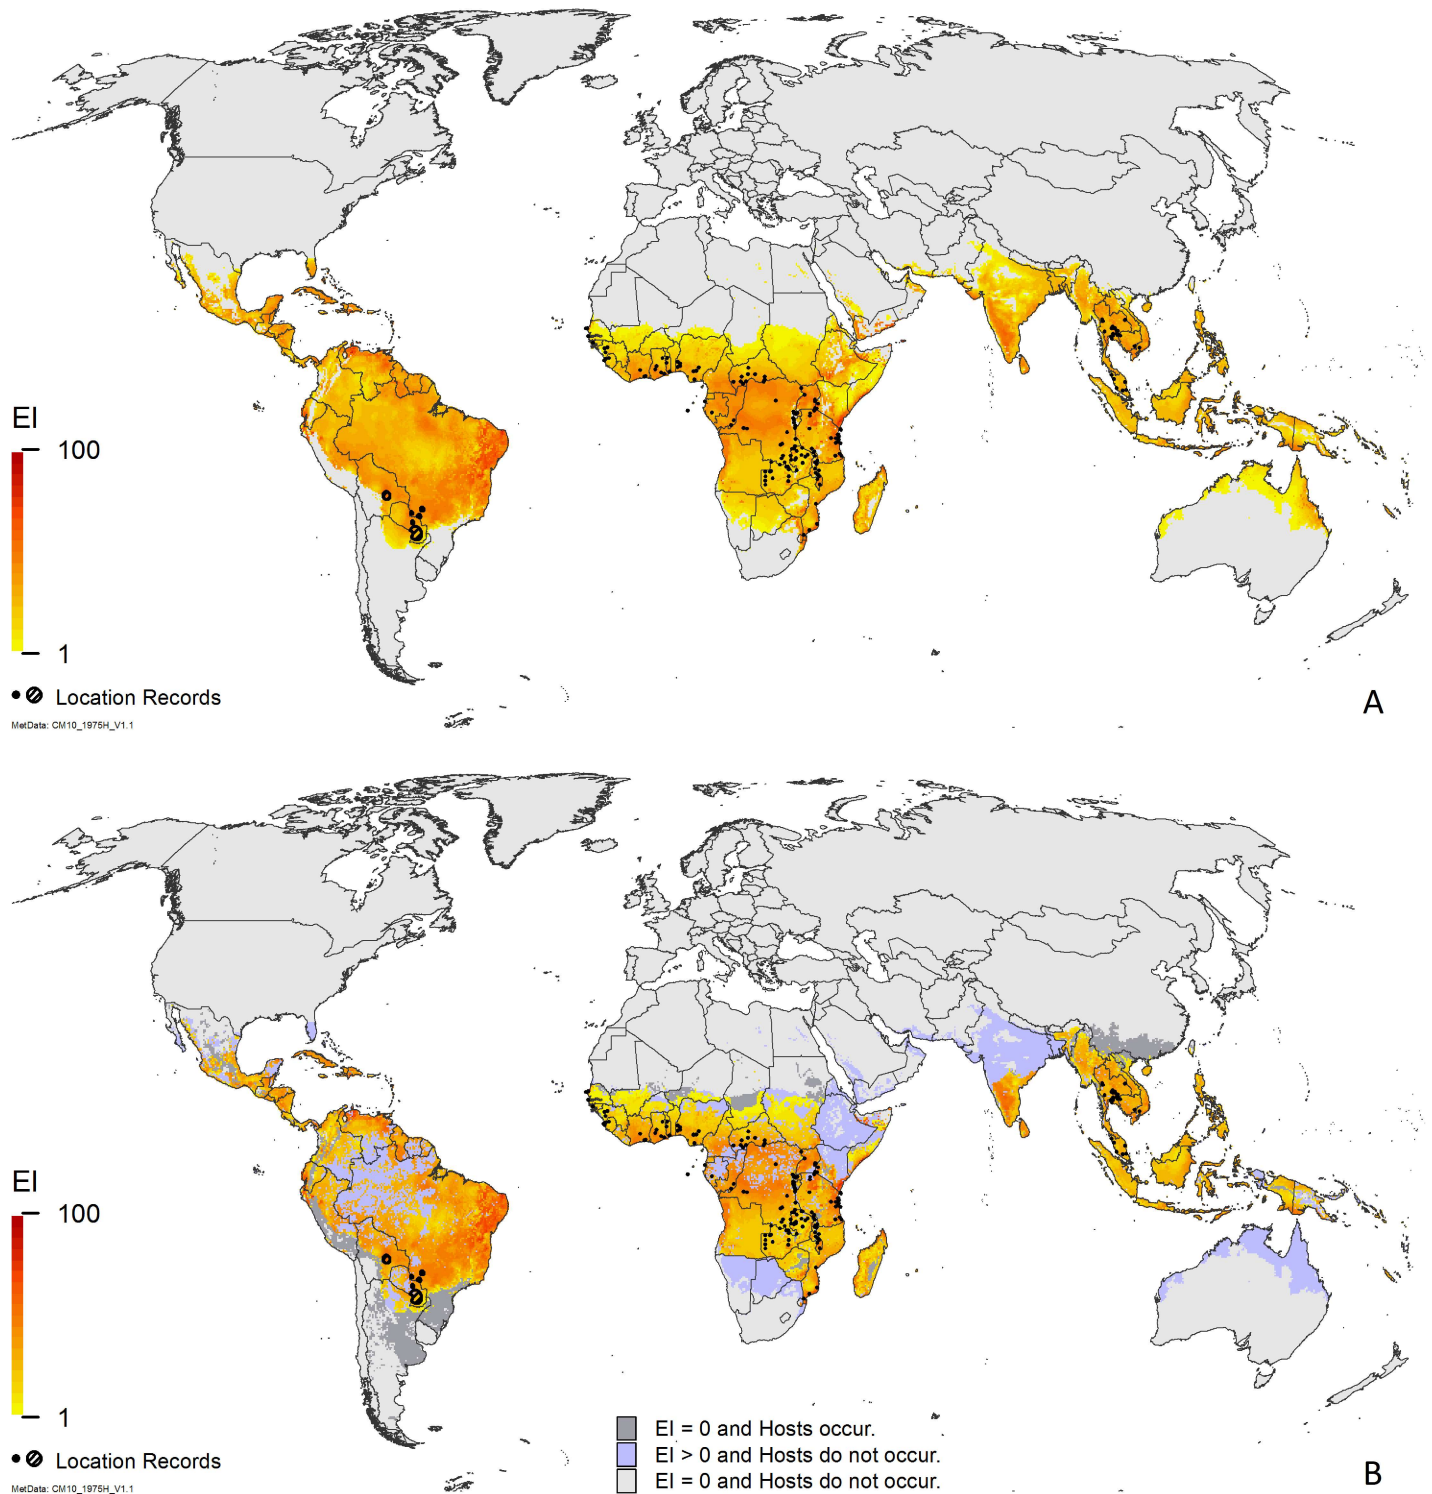 EI
100
1
Location Records
MetData: CM10_1975H_V1.1
A
EI
100
1
Location Records
MetData: CM10_1975H_V1.1
EI = 0 and Hosts occur.
EI > 0 and Hosts do not occur.
EI = 0 and Hosts do not occur.
B